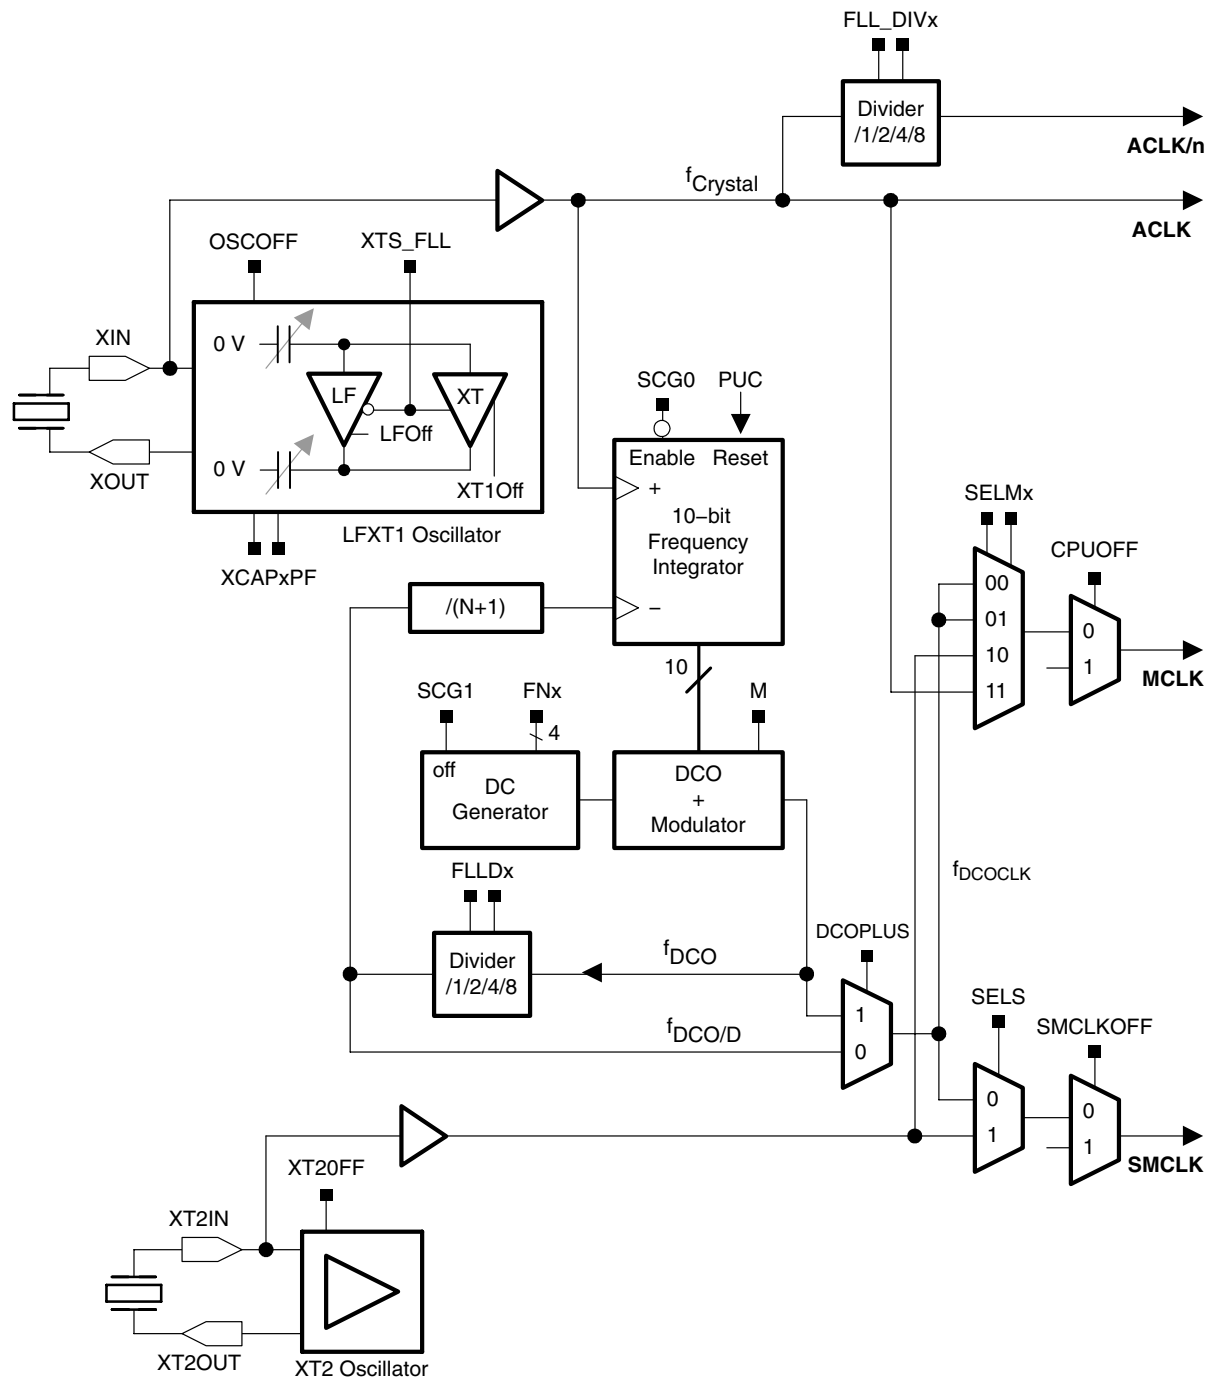 FLL_DIVx
Divider
/1/2/4/8
ACLK/n
fCrystal
ACLK
OSCOFF
XTS_FLL
XIN
0 V
LF
XT
LFOff
0 V
XT1Off
XOUT
LFXT1 Oscillator
XCAPxPF
SCG0
PUC
Enable
Reset
+
10–bit
Frequency
Integrator
–
/(N+1)
10
SELMx
CPUOFF
00
01
10
11
0
1
MCLK
SCG1
FNx
4
M
off
DC
Generator
DCO
+
Modulator
fDCOCLK
FLLDx
Divider
/1/2/4/8
fDCO
fDCO/D
DCOPLUS
1
0
SELS
SMCLKOFF
0
1
0
1
SMCLK
XT20FF
XT2IN
XT2OUT
XT2 Oscillator